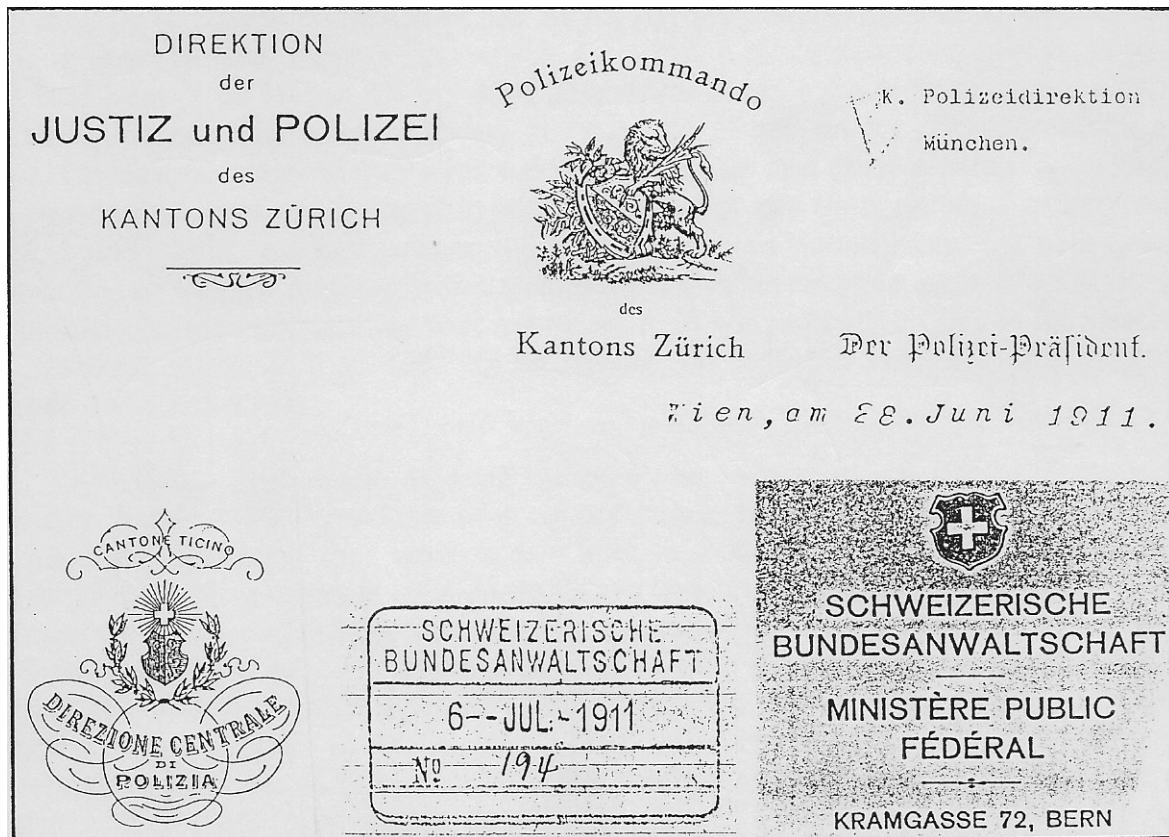 DIREKTION
der
JUSTIZ und POLIZEI
des
KANTONS ZÜRICH
Polizeikommando
des
Kantons Zürich
K. Polizeidirektion
München.
Der Polizei-Präsident.
Wien, am 28. Juni 1911.
CANTONE TICINO
DIREZIONE CENTRALE
DI
POLIZIA
SCHWEIZERISCHE
BUNDESANWALTSCHAFT
6--JUL.-1911
No 194
SCHWEIZERISCHE
BUNDESANWALTSCHAFT
MINISTÈRE PUBLIC
FÉDÉRAL
KRAMGASSE 72, BERN